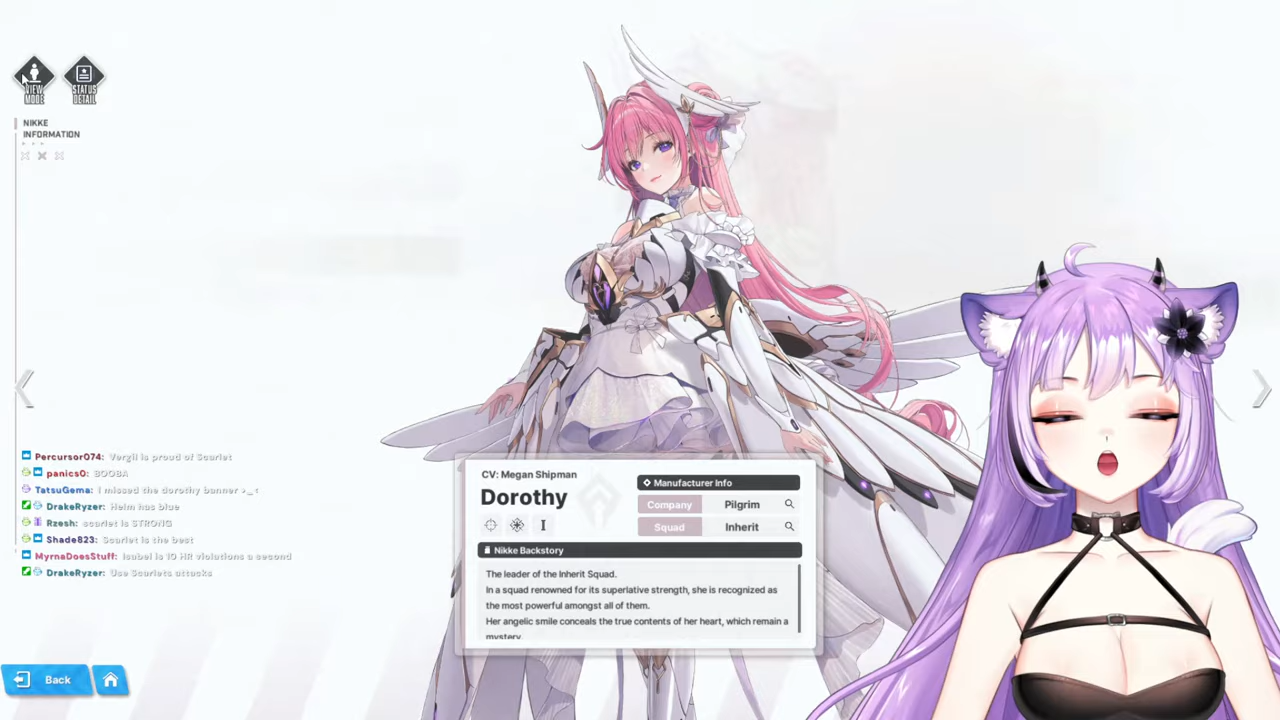 VIEW
MODE
STATUS
DETAIL
NIKKE
INFORMATION
Percursor074: Vergil is proud of Scarlet
panics0: BOOBA
TatsuGema: I missed the dorothy banner >_<
DrakeRyzer: Helm has blue
Rzesh: scarlet is STRONG
Shade823: Scarlet is the best
MyrnaDoesStuff: Isabel is 10 HR violations a second
DrakeRyzer: Use Scarlets attacks
CV: Megan Shipman
Dorothy
Manufacturer Info
Company Pilgrim
Squad Inherit
Nikke Backstory
The leader of the Inherit Squad.
In a squad renowned for its superlative strength, she is recognized as
the most powerful amongst all of them.
Her angelic smile conceals the true contents of her heart, which remain a
mystery.
Back